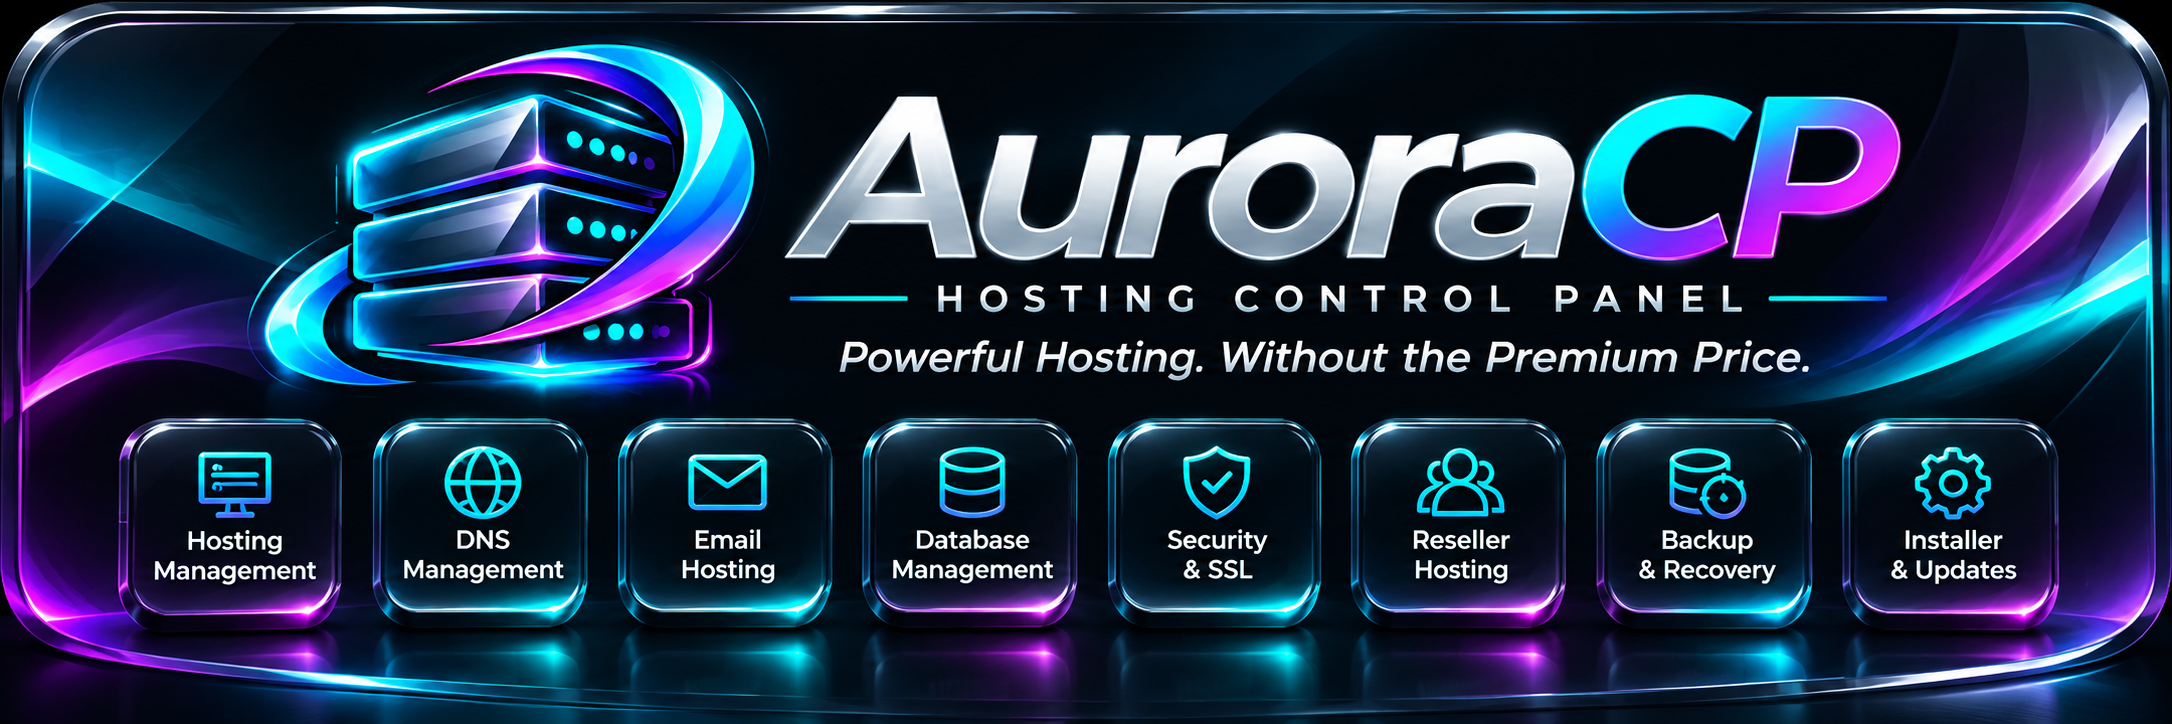 AuroraCP
HOSTING CONTROL PANEL
Powerful Hosting. Without the Premium Price.
Hosting
Management
DNS
Management
Email
Hosting
Database
Management
Security
& SSL
Reseller
Hosting
Backup
& Recovery
Installer
& Updates